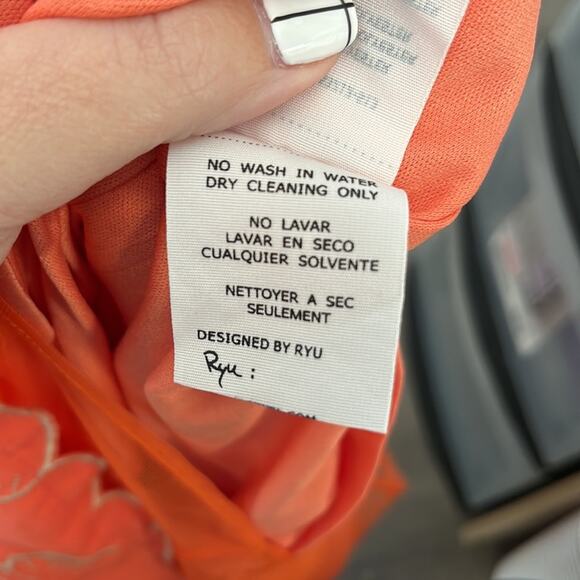 NO WASH IN WATER
DRY CLEANING ONLY
NO LAVAR
LAVAR EN SECO
CUALQUIER SOLVENTE
NETTOYER A SEC
SEULEMENT
DESIGNED BY RYU
Ryu :